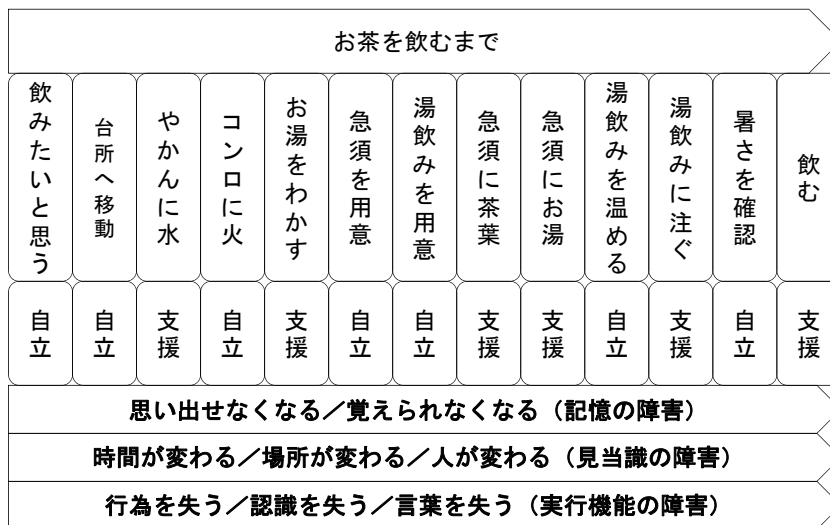 お茶を飲むまで
飲みたいと思う
台所へ移動
やかんに水
コンロに火
お湯をわかす
急須を用意
湯飲みを用意
急須に茶葉
急須にお湯
湯飲みを温める
湯飲みに注ぐ
暑さを確認
飲む
自立
自立
支援
自立
支援
自立
自立
支援
支援
自立
支援
自立
支援
思い出せなくなる／覚えられなくなる（記憶の障害）
時間が変わる／場所が変わる／人が変わる（見当識の障害）
行為を失う／認識を失う／言葉を失う（実行機能の障害）